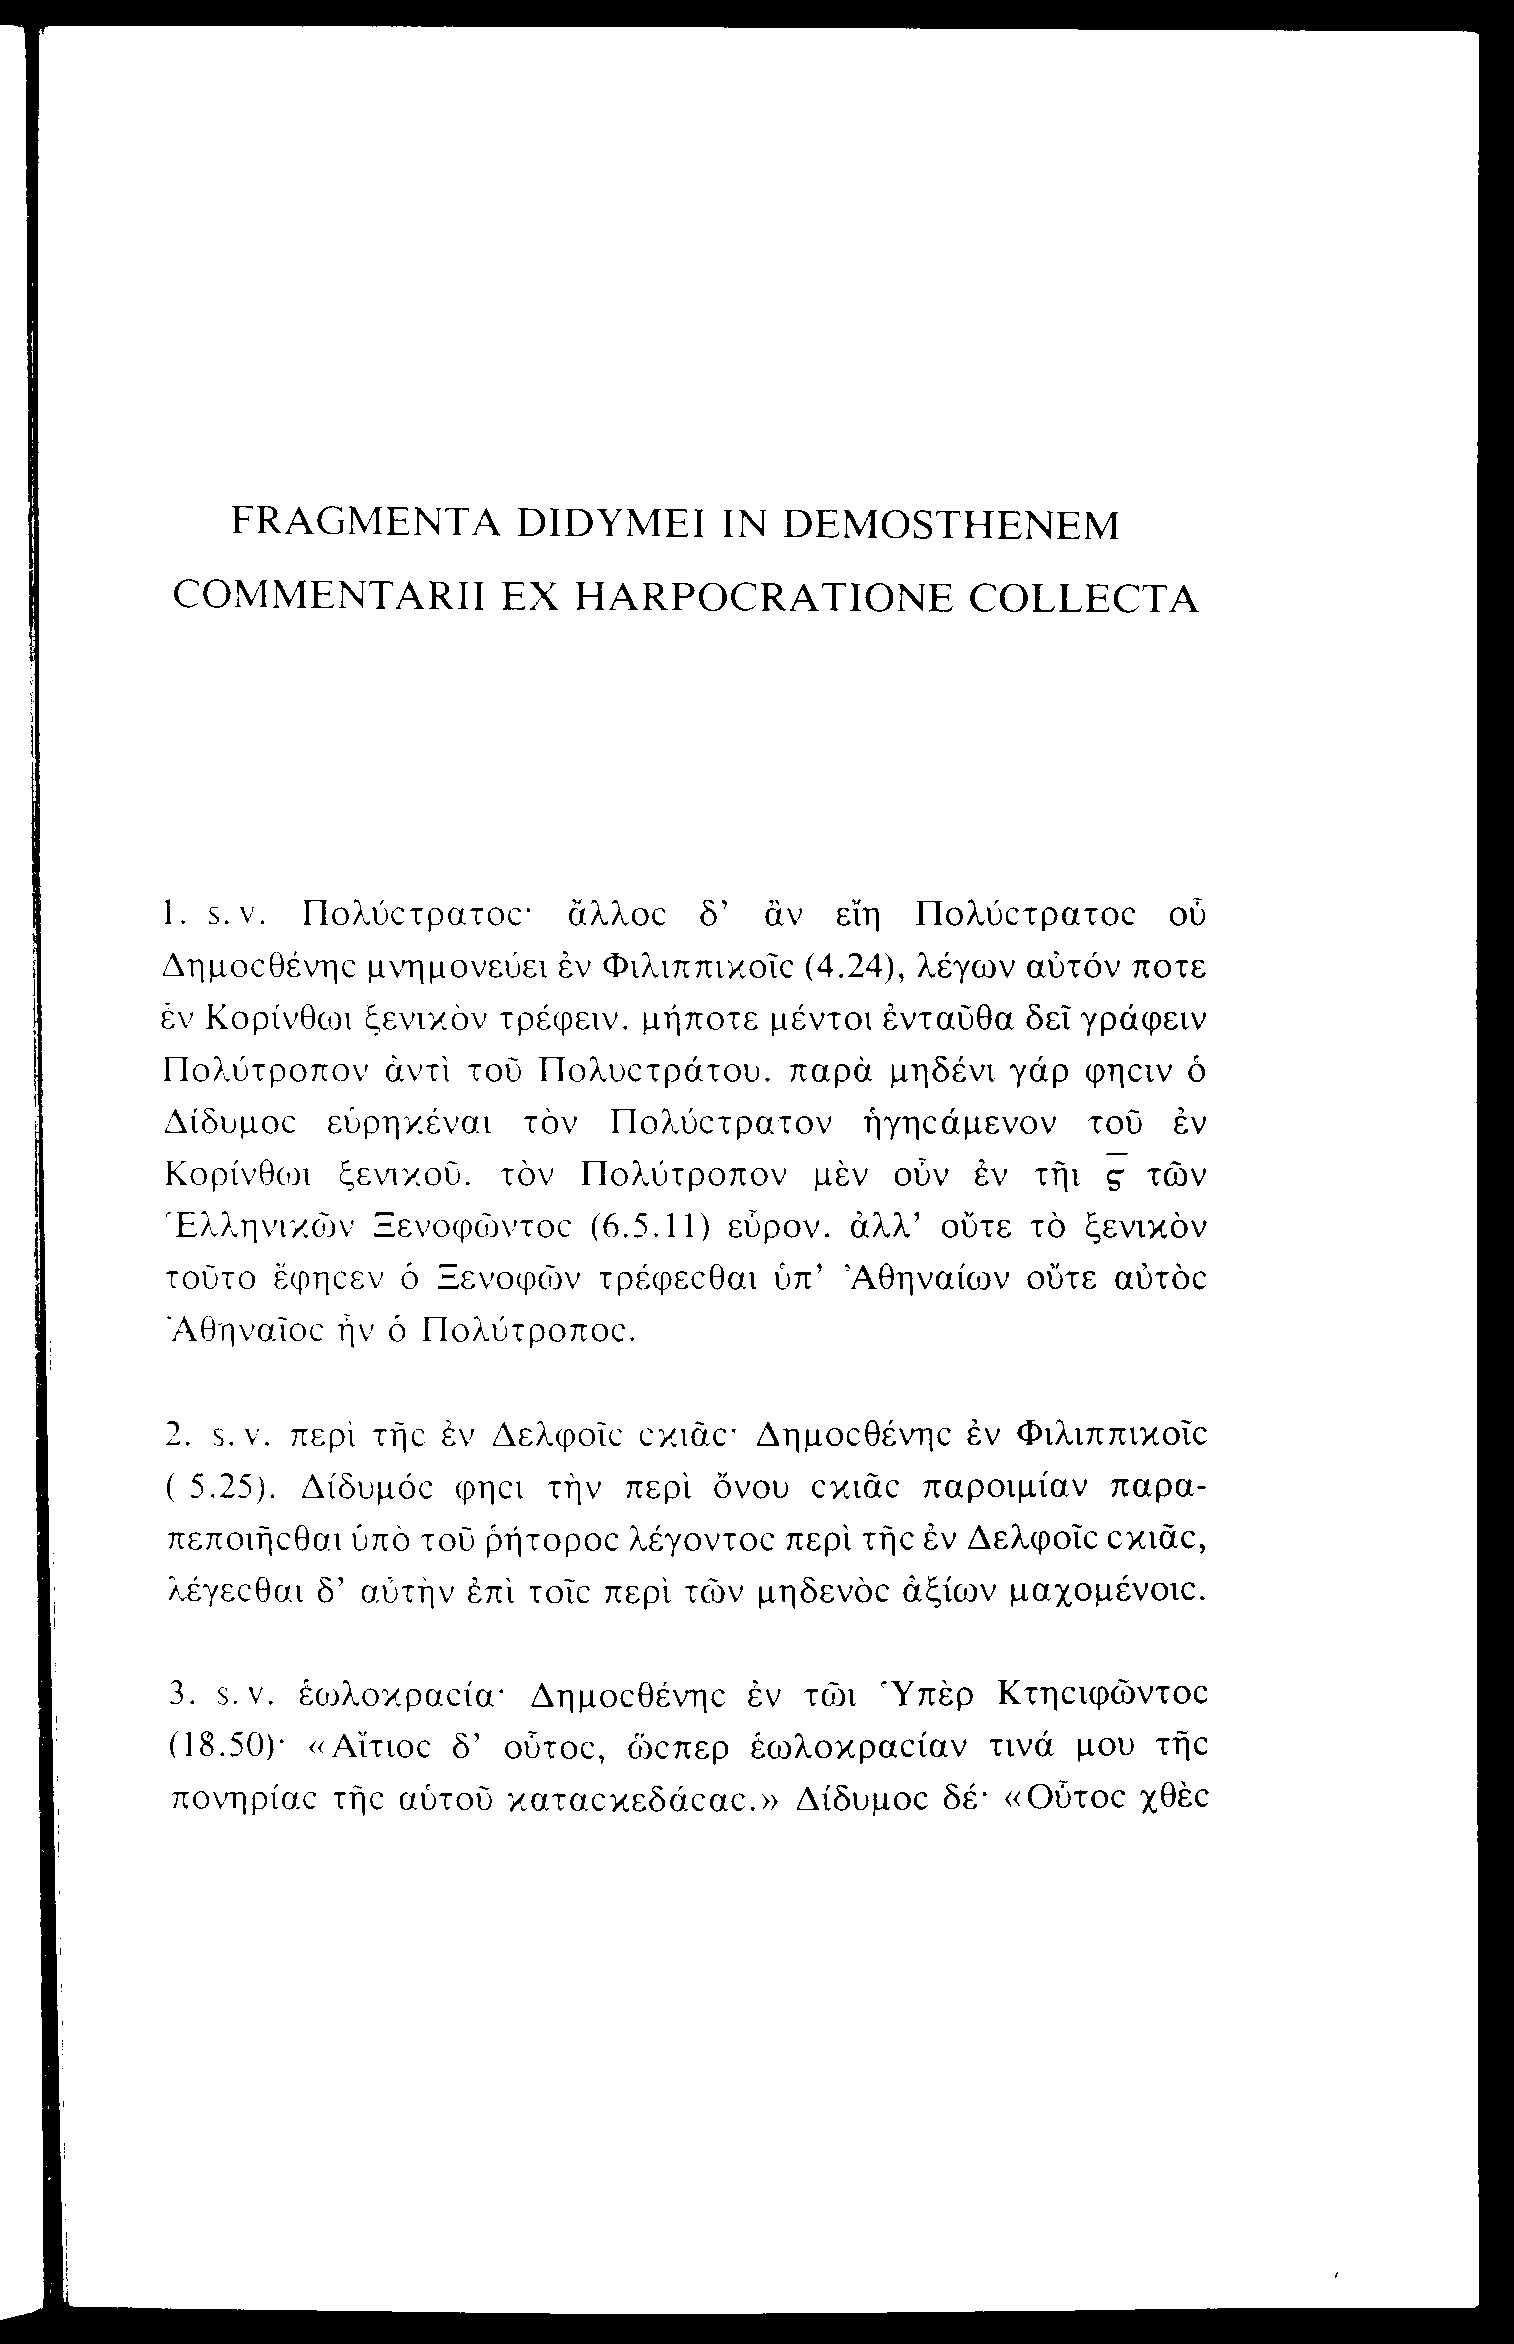 FRAGMENTA DIDYMEI IN DEMOSTHENEM
COMMENTARII EX HARPOCRATIONE COLLECTA
1. s.v. Πολύϲτρατοϲ· ἄλλοϲ δ’ ἂν εἴη Πολύϲτρατοϲ οὗ
Δημοϲθένηϲ μνημονεύει ἐν Φιλιππικοῖϲ (4.24), λέγων αὐτόν ποτε
ἐν Κορίνθωι ξενικὸν τρέφειν. μήποτε μέντοι ἐνταῦθα δεῖ γράφειν
Πολύτροπον ἀντὶ τοῦ Πολυϲτράτου. παρὰ μηδένι γάρ φηϲιν ὁ
Δίδυμοϲ εὑρηκέναι τὸν Πολύϲτρατον ἡγηϲάμενον τοῦ ἐν
Κορίνθωι ξενικοῦ. τὸν Πολύτροπον μὲν οὖν ἐν τῆι ϛ̅ τῶν
Ἑλληνικῶν Ξενοφῶντοϲ (6.5.11) εὗρον. ἀλλ’ οὔτε τὸ ξενικὸν
τοῦτο ἔφηϲεν ὁ Ξενοφῶν τρέφεϲθαι ὑπ’ Ἀθηναίων οὔτε αὐτὸϲ
Ἀθηναῖοϲ ἦν ὁ Πολύτροποϲ.
2. s.v. περὶ τῆϲ ἐν Δελφοῖϲ ϲκιᾶϲ· Δημοϲθένηϲ ἐν Φιλιππικοῖϲ
( 5.25). Δίδυμόϲ φηϲι τὴν περὶ ὄνου ϲκιᾶϲ παροιμίαν παρα-
πεποιῆϲθαι ὑπὸ τοῦ ῥήτοροϲ λέγοντοϲ περὶ τῆϲ ἐν Δελφοῖϲ ϲκιᾶϲ,
λέγεϲθαι δ’ αὐτὴν ἐπὶ τοῖϲ περὶ τῶν μηδενὸϲ ἀξίων μαχομένοιϲ.
3. s.v. ἑωλοκραϲία· Δημοϲθένηϲ ἐν τῶι Ὑπὲρ Κτηϲιφῶντοϲ
(18.50)· «Αἴτιοϲ δ’ οὗτοϲ, ὥϲπερ ἑωλοκραϲίαν τινά μου τῆϲ
πονηρίαϲ τῆϲ αὑτοῦ καταϲκεδάϲαϲ.» Δίδυμοϲ δέ· «Οὗτοϲ χθὲϲ